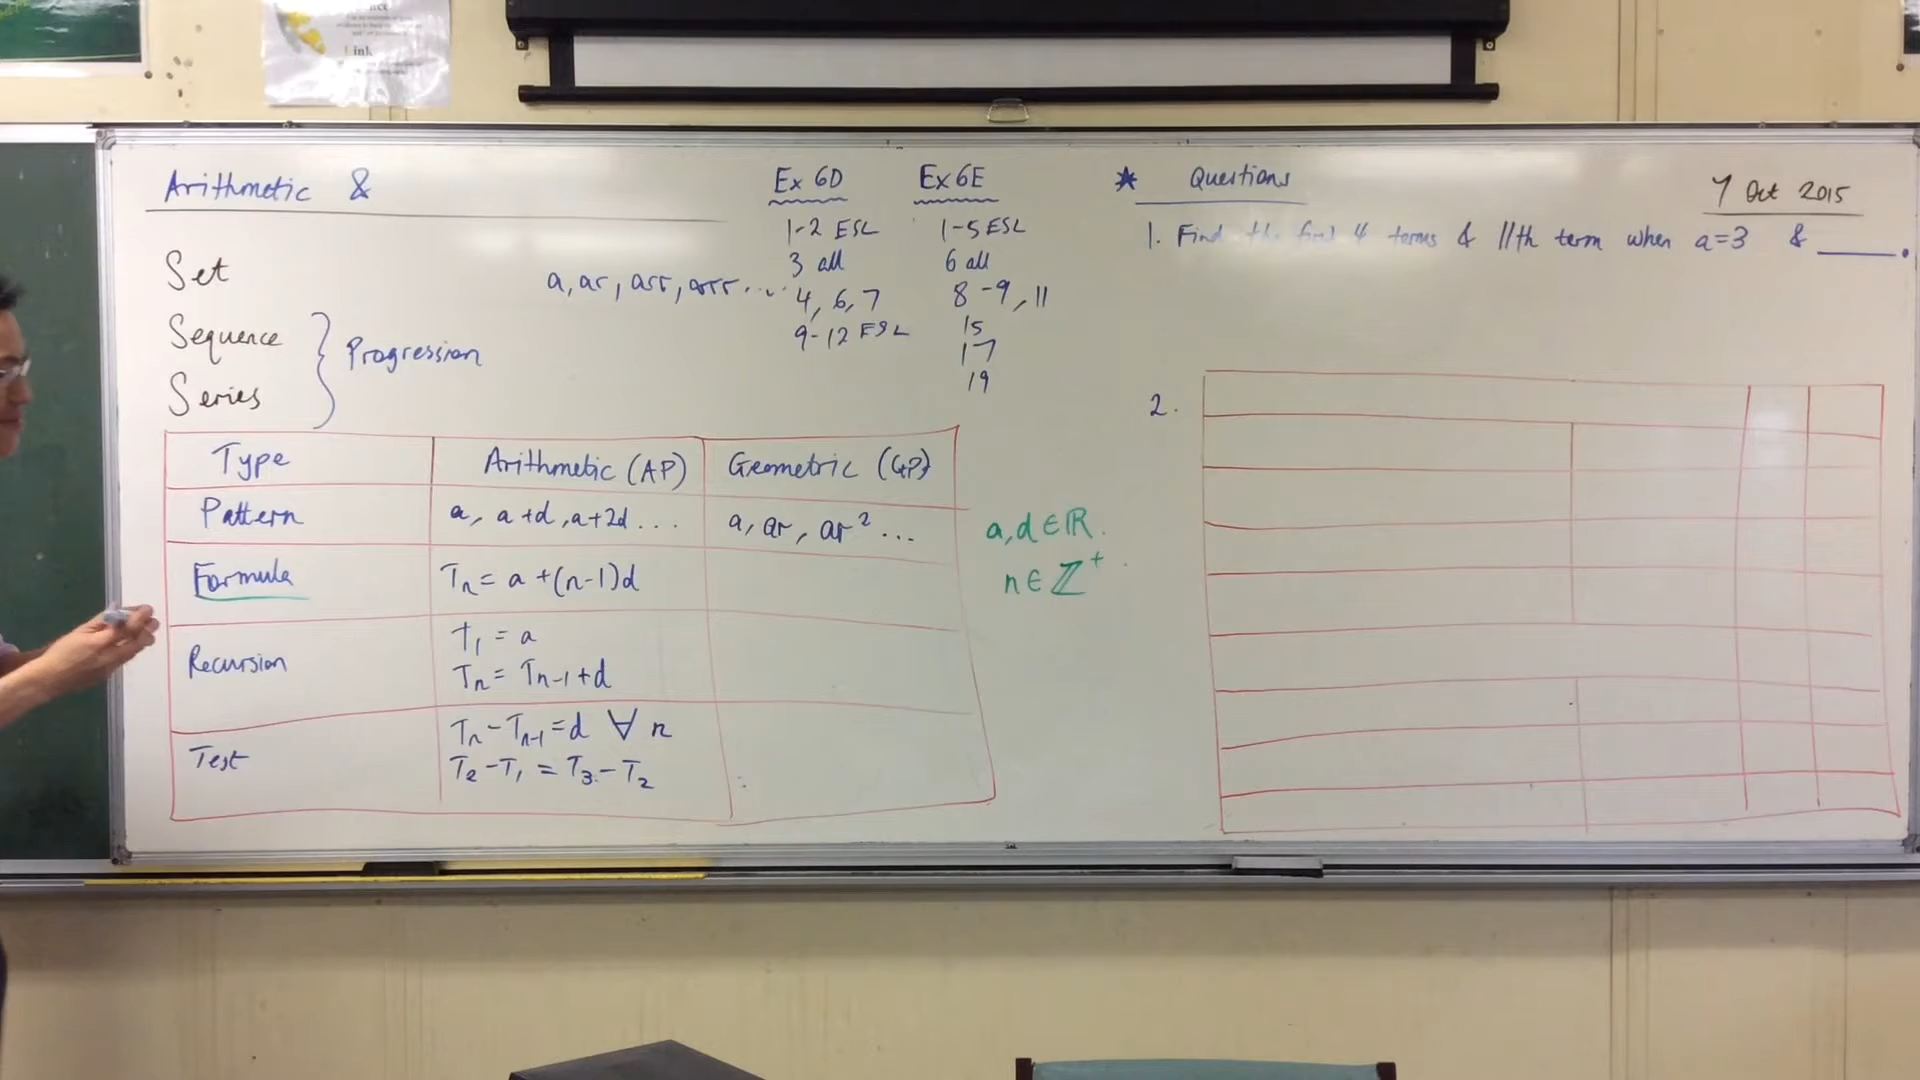 Link
Arithmetic &
Set
Sequence
Series
Progression
a, ar, arr, arrr.....
Ex 6D
1-2 ESL
3 all
4, 6, 7
9-12 ESL
Ex 6E
1-5 ESL
6 all
8-9, 11
15
17
19
Type Arithmetic (AP) Geometric (GP)
Pattern a, a+d, a+2d... a, ar, ar² ...
Formula Tₙ = a + (n-1)d
Recursion T₁ = a
Tₙ = Tₙ₋₁ + d
Test Tₙ - Tₙ₋₁ = d ∀ n
T₂ - T₁ = T₃ - T₂
a, d ∈ ℝ.
n ∈ ℤ⁺
* Questions
7 Oct 2015
1. Find the first 4 terms & 11th term when a=3 & ____.
2.